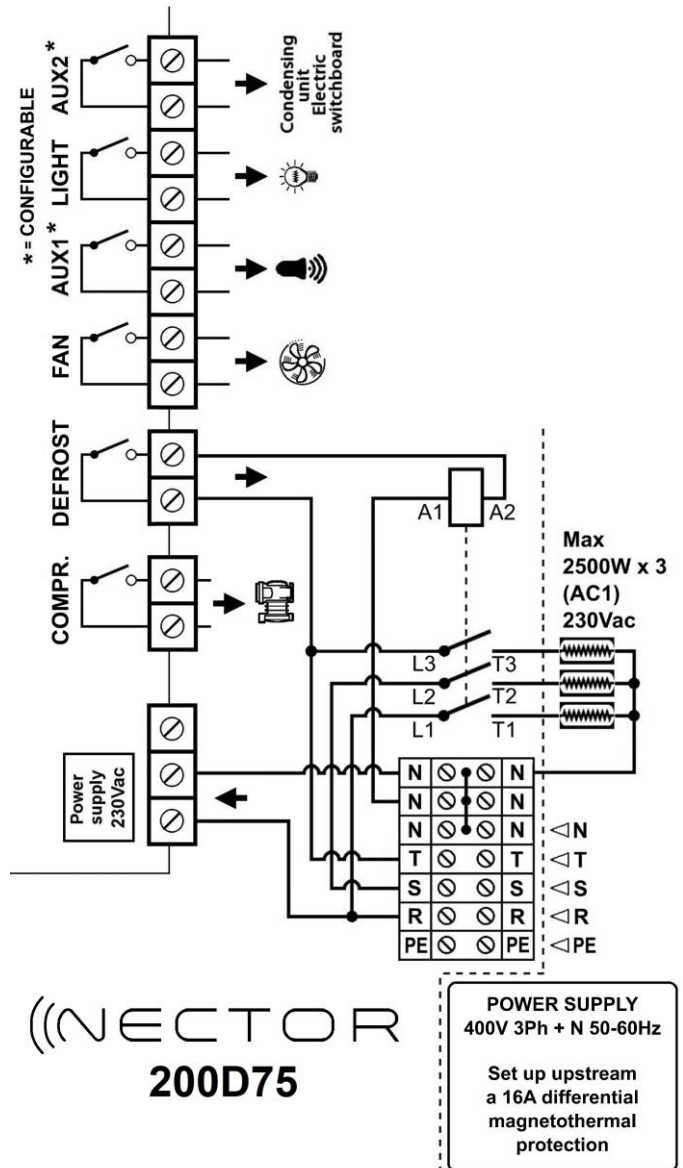 * = CONFIGURABLE
AUX2*
LIGHT
AUX1*
FAN
DEFROST
COMPR.
Condensing
unit
Electric
switchboard
A1
A2
Max
2500W x 3
(AC1)
230Vac
L3
T3
L2
T2
L1
T1
Power
supply
230Vac
N N
N N
N N N
T T T
S S S
R R R
PE PE PE
NECTOR
200D75
POWER SUPPLY
400V 3Ph + N 50-60Hz
Set up upstream
a 16A differential
magnetothermal
protection